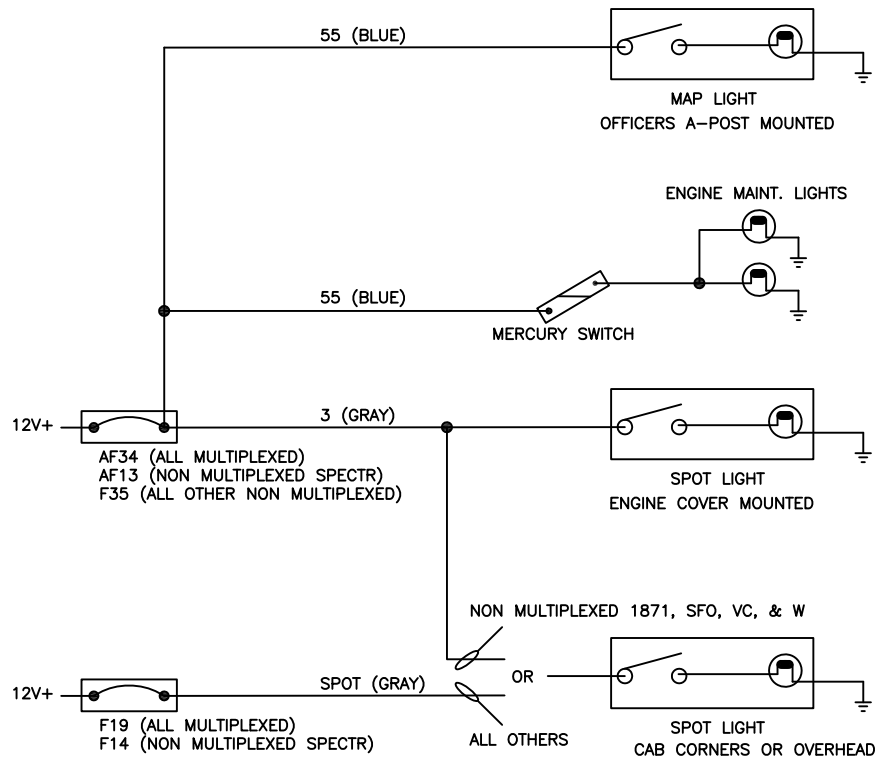 55 (BLUE)
MAP LIGHT
OFFICERS A-POST MOUNTED
ENGINE MAINT. LIGHTS
55 (BLUE)
MERCURY SWITCH
12V+
3 (GRAY)
AF34 (ALL MULTIPLEXED)
AF13 (NON MULTIPLEXED SPECTR)
F35 (ALL OTHER NON MULTIPLEXED)
SPOT LIGHT
ENGINE COVER MOUNTED
NON MULTIPLEXED 1871, SFO, VC, & W
OR
12V+
SPOT (GRAY)
F19 (ALL MULTIPLEXED)
F14 (NON MULTIPLEXED SPECTR)
ALL OTHERS
SPOT LIGHT
CAB CORNERS OR OVERHEAD